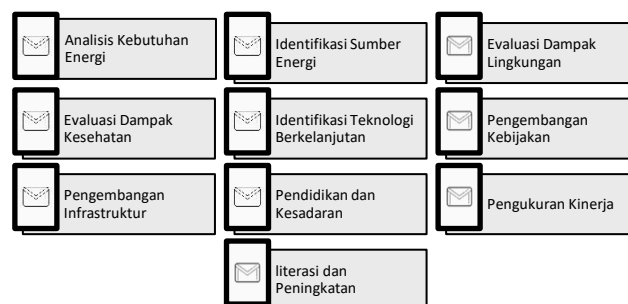 Analisis Kebutuhan
Energi
Identifikasi Sumber
Energi
Evaluasi Dampak
Lingkungan
Evaluasi Dampak
Kesehatan
Identifikasi Teknologi
Berkelanjutan
Pengembangan
Kebijakan
Pengembangan
Infrastruktur
Pendidikan dan
Kesadaran
Pengukuran Kinerja
literasi dan
Peningkatan